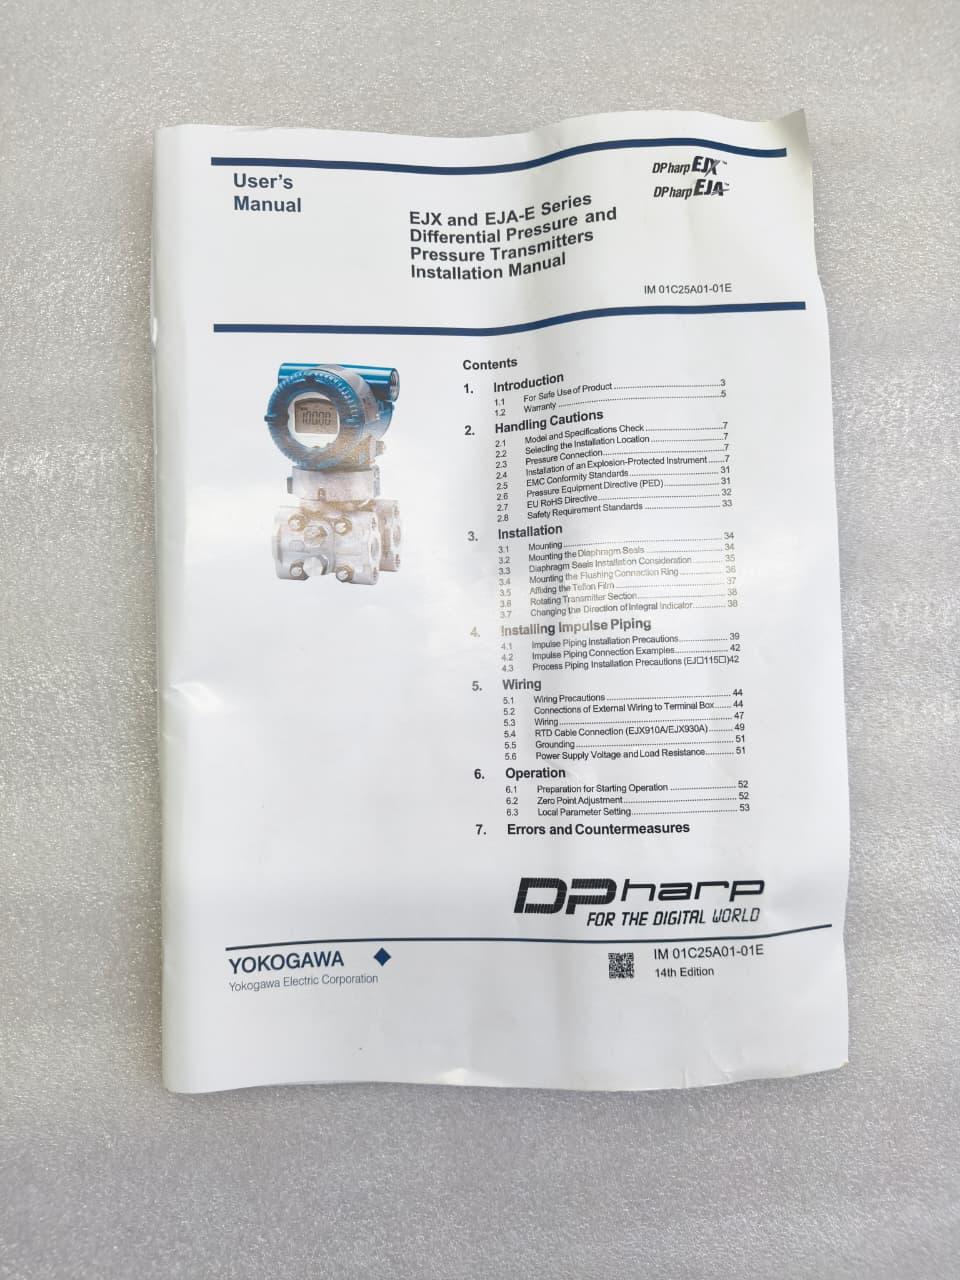 User's
Manual
EJX and EJA-E Series
Differential Pressure and
Pressure Transmitters
Installation Manual
DPharp EJX™
DPharp EJA™
IM 01C25A01-01E
10.000
Contents
1. Introduction
1.1 For Safe Use of Product ........ 3
1.2 Warranty ........ 5
2. Handling Cautions
2.1 Model and Specifications Check ........ 7
2.2 Selecting the Installation Location ........ 7
2.3 Pressure Connection ........ 7
2.4 Installation of an Explosion-Protected Instrument ........ 7
2.5 EMC Conformity Standards ........ 31
2.6 Pressure Equipment Directive (PED) ........ 31
2.7 EU RoHS Directive ........ 32
2.8 Safety Requirement Standards ........ 33
3. Installation
3.1 Mounting ........ 34
3.2 Mounting the Diaphragm Seals ........ 34
3.3 Diaphragm Seals Installation Consideration ........ 35
3.4 Mounting the Flushing Connection Ring ........ 36
3.5 Affixing the Teflon Film ........ 37
3.6 Rotating Transmitter Section ........ 38
3.7 Changing the Direction of Integral Indicator ........ 38
4. Installing Impulse Piping
4.1 Impulse Piping Installation Precautions ........ 39
4.2 Impulse Piping Connection Examples ........ 42
4.3 Process Piping Installation Precautions (EJ□115□) 42
5. Wiring
5.1 Wiring Precautions ........ 44
5.2 Connections of External Wiring to Terminal Box ........ 44
5.3 Wiring ........ 47
5.4 RTD Cable Connection (EJX910A/EJX930A) ........ 49
5.5 Grounding ........ 51
5.6 Power Supply Voltage and Load Resistance ........ 51
6. Operation
6.1 Preparation for Starting Operation ........ 52
6.2 Zero Point Adjustment ........ 52
6.3 Local Parameter Setting ........ 53
7. Errors and Countermeasures
DPharp
FOR THE DIGITAL WORLD
YOKOGAWA
Yokogawa Electric Corporation
IM 01C25A01-01E
14th Edition